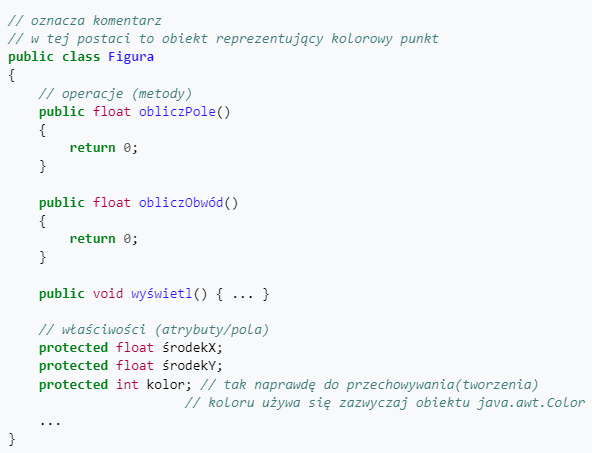 // oznacza komentarz
// w tej postaci to obiekt reprezentujący kolorowy punkt
public class Figura
{
    // operacje (metody)
    public float obliczPole()
    {
        return 0;
    }

    public float obliczObwód()
    {
        return 0;
    }

    public void wyświetl() { ... }

    // właściwości (atrybuty/pola)
    protected float środekX;
    protected float środekY;
    protected int kolor; // tak naprawdę do przechowywania(tworzenia)
                       // koloru używa się zazwyczaj obiektu java.awt.Color
    ...
}